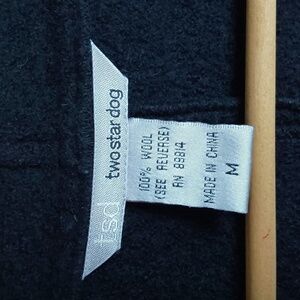 twostardog
tsd
100% WOOL
(SEE REVERSE)
RN 89814
MADE IN CHINA
M